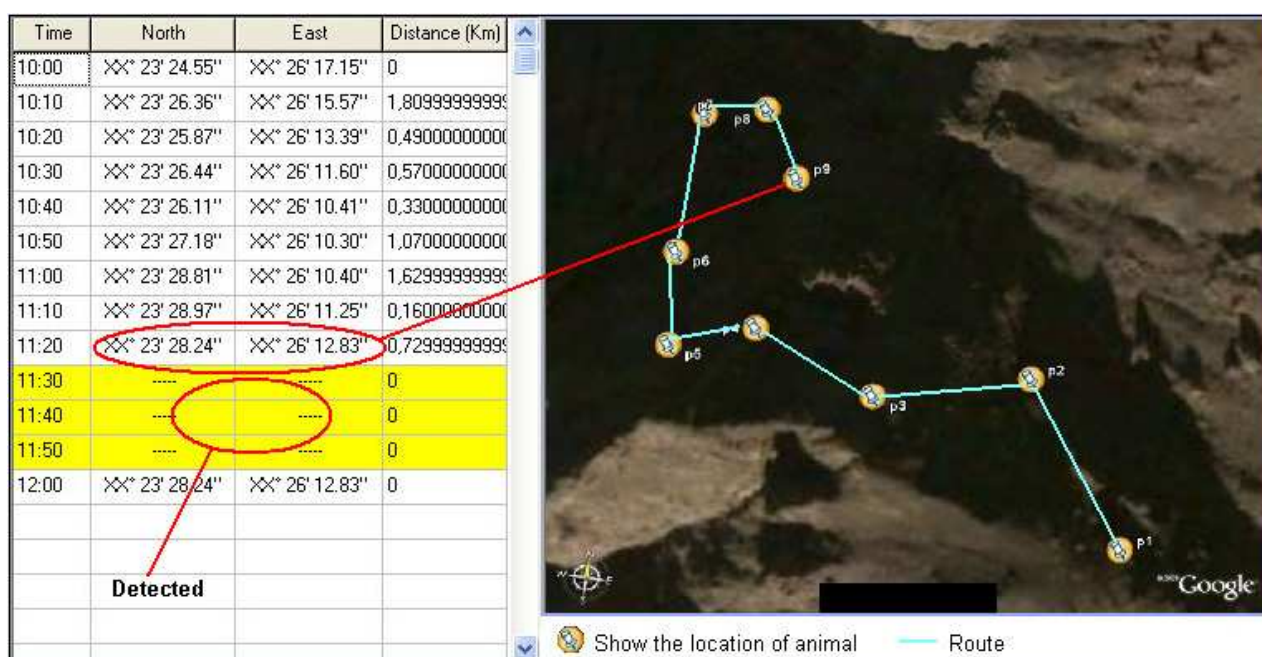 Time North East Distance (Km)
10:00 XX° 23' 24.55'' XX° 26' 17.15'' 0
10:10 XX° 23' 26.36'' XX° 26' 15.57'' 1,80999999999
10:20 XX° 23' 25.87'' XX° 26' 13.39'' 0,49000000000
10:30 XX° 23' 26.44'' XX° 26' 11.60'' 0,57000000000
10:40 XX° 23' 26.11'' XX° 26' 10.41'' 0,33000000000
10:50 XX° 23' 27.18'' XX° 26' 10.30'' 1,07000000000
11:00 XX° 23' 28.81'' XX° 26' 10.40'' 1,62999999999
11:10 XX° 23' 28.97'' XX° 26' 11.25'' 0,16000000000
11:20 XX° 23' 28.24'' XX° 26' 12.83'' 0,72999999999
11:30 ----- ----- 0
11:40 ----- ----- 0
11:50 ----- ----- 0
12:00 XX° 23' 28.24'' XX° 26' 12.83'' 0
Detected
p8
p9
p6
p5
p2
p3
p1
N
W E
S
Google
Show the location of animal
Route